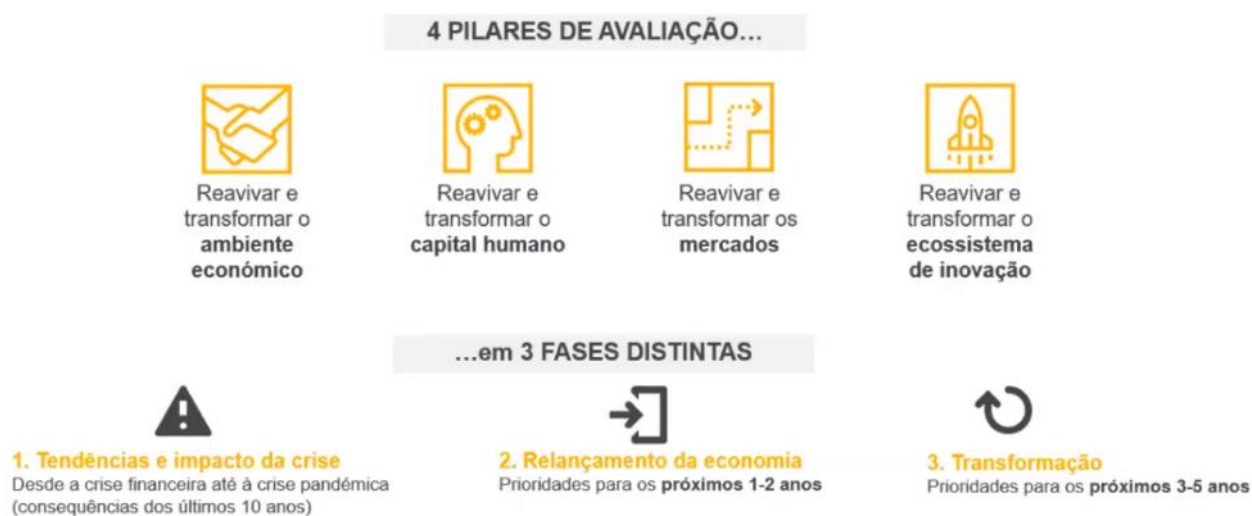 4 PILARES DE AVALIAÇÃO...
Reavivar e
transformar o
ambiente
económico
Reavivar e
transformar o
capital humano
Reavivar e
transformar os
mercados
Reavivar e
transformar o
ecossistema
de inovação
...em 3 FASES DISTINTAS
1. Tendências e impacto da crise
Desde a crise financeira até à crise pandémica
(consequências dos últimos 10 anos)
2. Relançamento da economia
Prioridades para os próximos 1-2 anos
3. Transformação
Prioridades para os próximos 3-5 anos